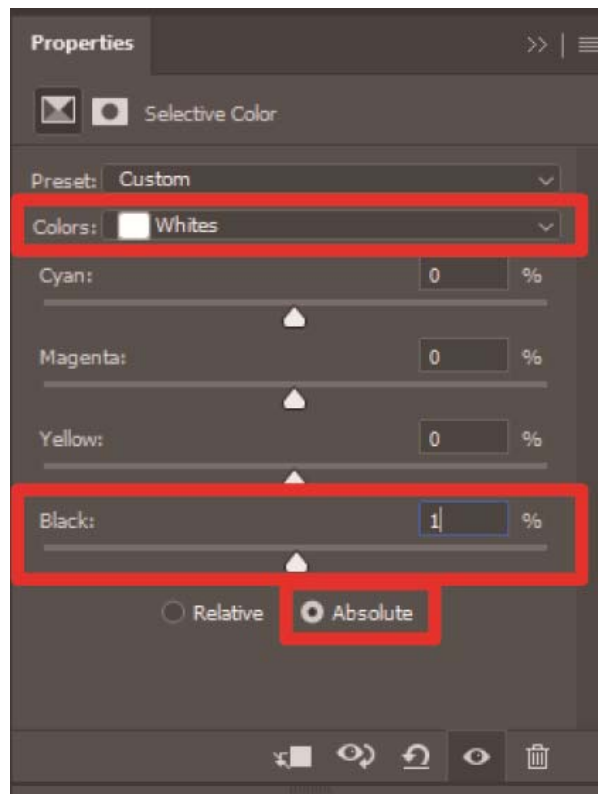 Properties
Selective Color
Preset: Custom
Colors: Whites
Cyan: 0 %
Magenta: 0 %
Yellow: 0 %
Black: 1 %
Relative Absolute